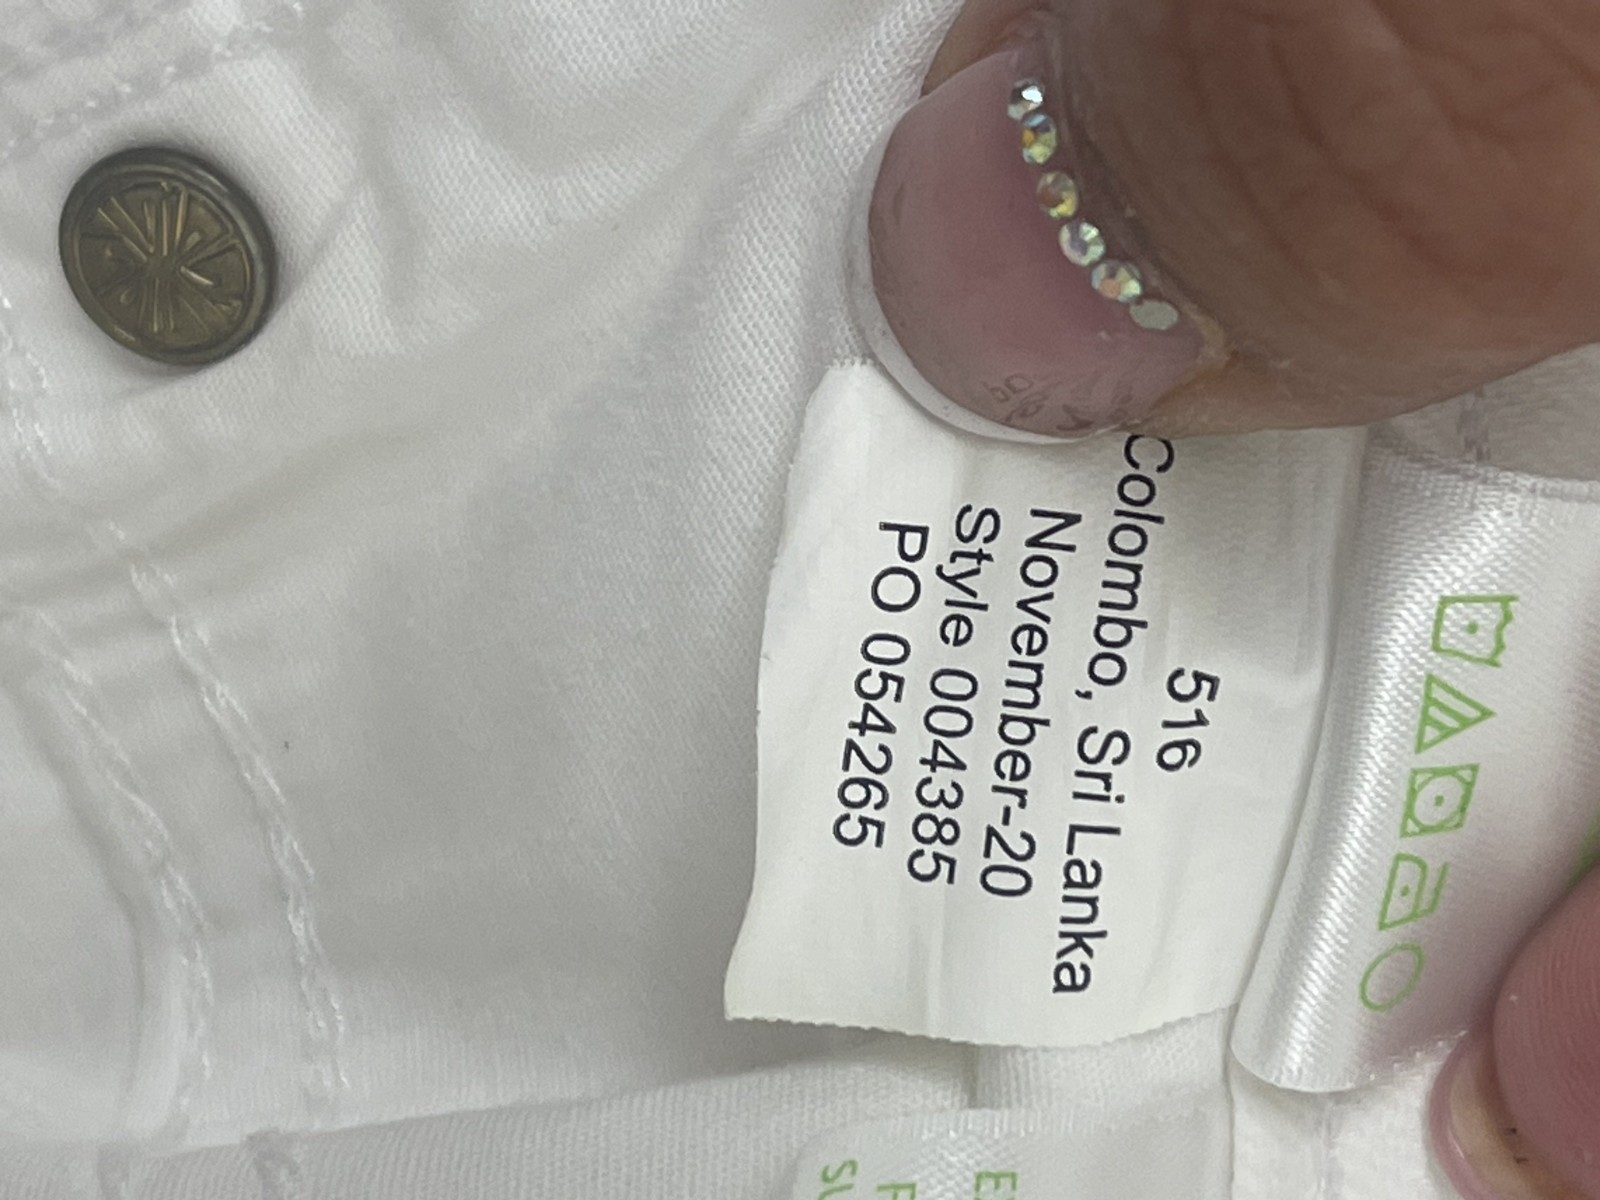 516
Colombo, Sri Lanka
November-20
Style 004385
PO 054265